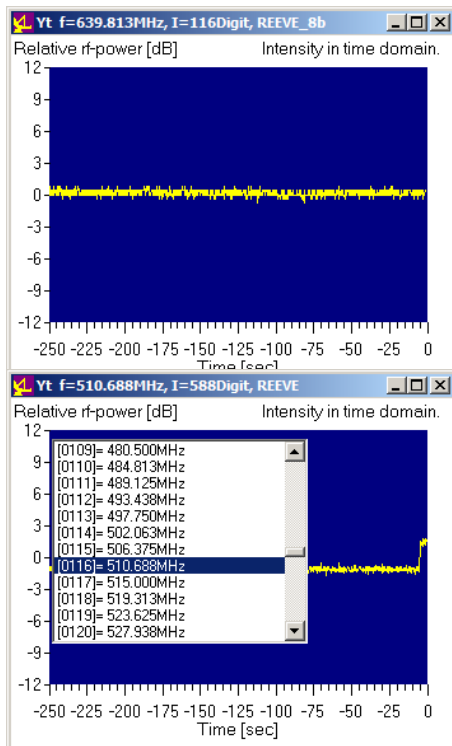 Yt f=639.813MHz, I=116Digit, REEVE_8b
Relative rf-power [dB] Intensity in time domain.
12
9
6
3
0
-3
-6
-9
-12
-250 -225 -200 -175 -150 -125 -100 -75 -50 -25 0
Time [sec]
Yt f=510.688MHz, I=588Digit, REEVE
Relative rf-power [dB] Intensity in time domain.
12
9
6
3
0
-3
-6
-9
-12
[0109]= 480.500MHz
[0110]= 484.813MHz
[0111]= 489.125MHz
[0112]= 493.438MHz
[0113]= 497.750MHz
[0114]= 502.063MHz
[0115]= 506.375MHz
[0116]= 510.688MHz
[0117]= 515.000MHz
[0118]= 519.313MHz
[0119]= 523.625MHz
[0120]= 527.938MHz
-250 -225 -200 -175 -150 -125 -100 -75 -50 -25 0
Time [sec]